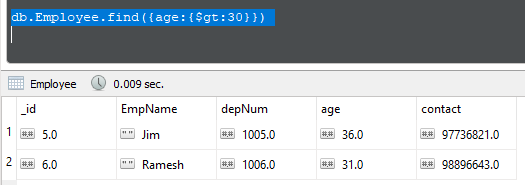 db.Employee.find({age:{$gt:30}})
Employee 0.009 sec.
_id EmpName depNum age contact
1 ## 5.0 "" Jim ## 1005.0 ## 36.0 ## 97736821.0
2 ## 6.0 "" Ramesh ## 1006.0 ## 31.0 ## 98896643.0